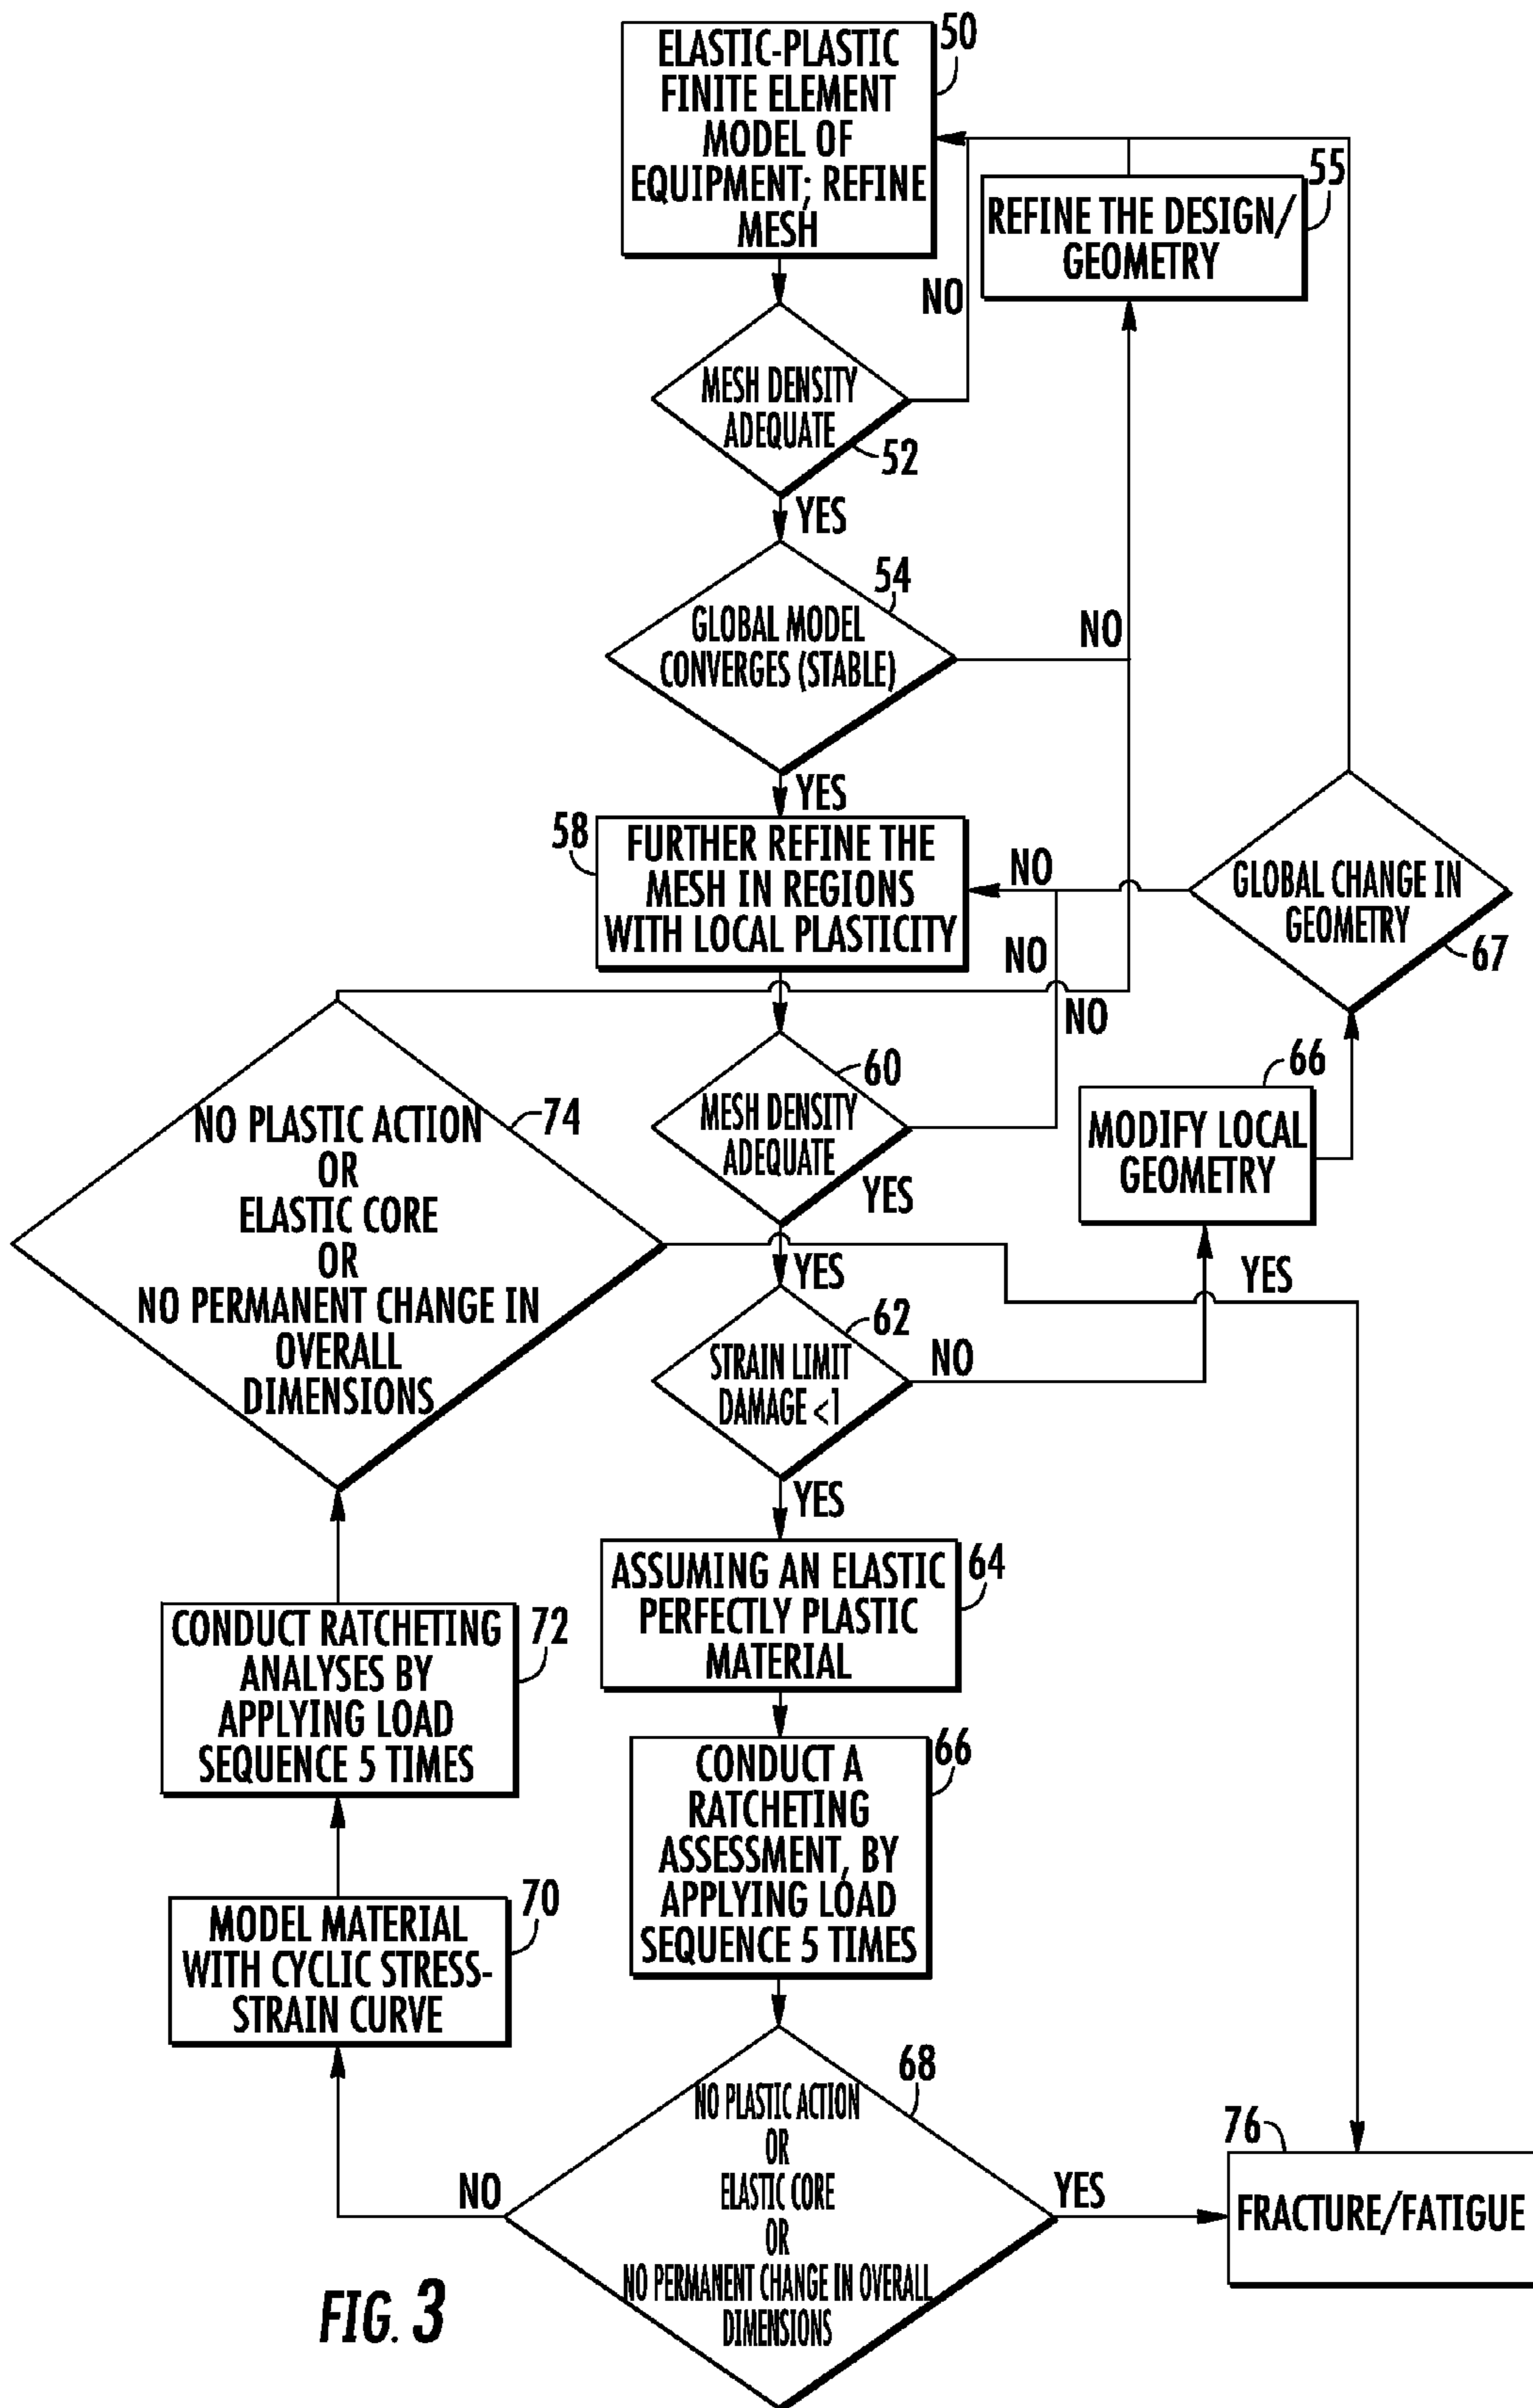 ELASTIC-PLASTIC
FINITE ELEMENT
MODEL OF
EQUIPMENT; REFINE
MESH
50
REFINE THE DESIGN/
GEOMETRY
55
NO
MESH DENSITY
ADEQUATE
52
YES
GLOBAL MODEL
CONVERGES (STABLE)
54
NO
YES
FURTHER REFINE THE
MESH IN REGIONS
WITH LOCAL PLASTICITY
58
NO
GLOBAL CHANGE IN
GEOMETRY
67
NO
NO
MESH DENSITY
ADEQUATE
60
YES
YES
MODIFY LOCAL
GEOMETRY
66
NO PLASTIC ACTION
OR
ELASTIC CORE
OR
NO PERMANENT CHANGE IN
OVERALL
DIMENSIONS
74
YES
STRAIN LIMIT
DAMAGE <1
62
NO
YES
ASSUMING AN ELASTIC
PERFECTLY PLASTIC
MATERIAL
64
CONDUCT RATCHETING
ANALYSES BY
APPLYING LOAD
SEQUENCE 5 TIMES
72
CONDUCT A
RATCHETING
ASSESSMENT, BY
APPLYING LOAD
SEQUENCE 5 TIMES
66
MODEL MATERIAL
WITH CYCLIC STRESS-
STRAIN CURVE
70
NO PLASTIC ACTION
OR
ELASTIC CORE
OR
NO PERMANENT CHANGE IN OVERALL
DIMENSIONS
68
NO
YES
76
FRACTURE/FATIGUE
FIG. 3